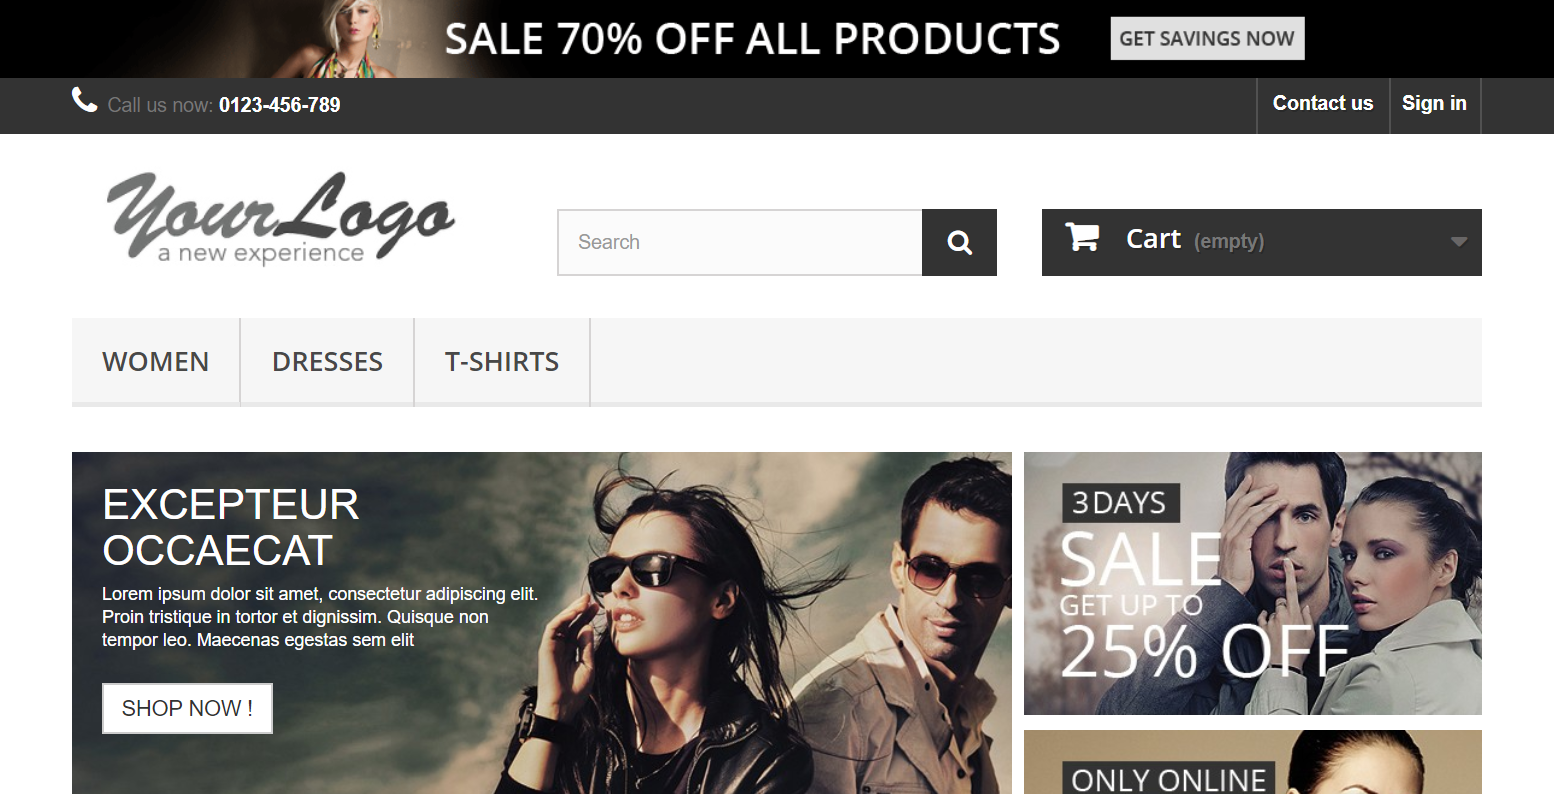 SALE 70% OFF ALL PRODUCTS
GET SAVINGS NOW
Call us now: 0123-456-789
Contact us
Sign in
YourLogo
a new experience
Search
Cart (empty)
WOMEN
DRESSES
T-SHIRTS
EXCEPTEUR
OCCAECAT
Lorem ipsum dolor sit amet, consectetur adipiscing elit.
Proin tristique in tortor et dignissim. Quisque non
tempor leo. Maecenas egestas sem elit
SHOP NOW !
3 DAYS
SALE
GET UP TO
25% OFF
ONLY ONLINE